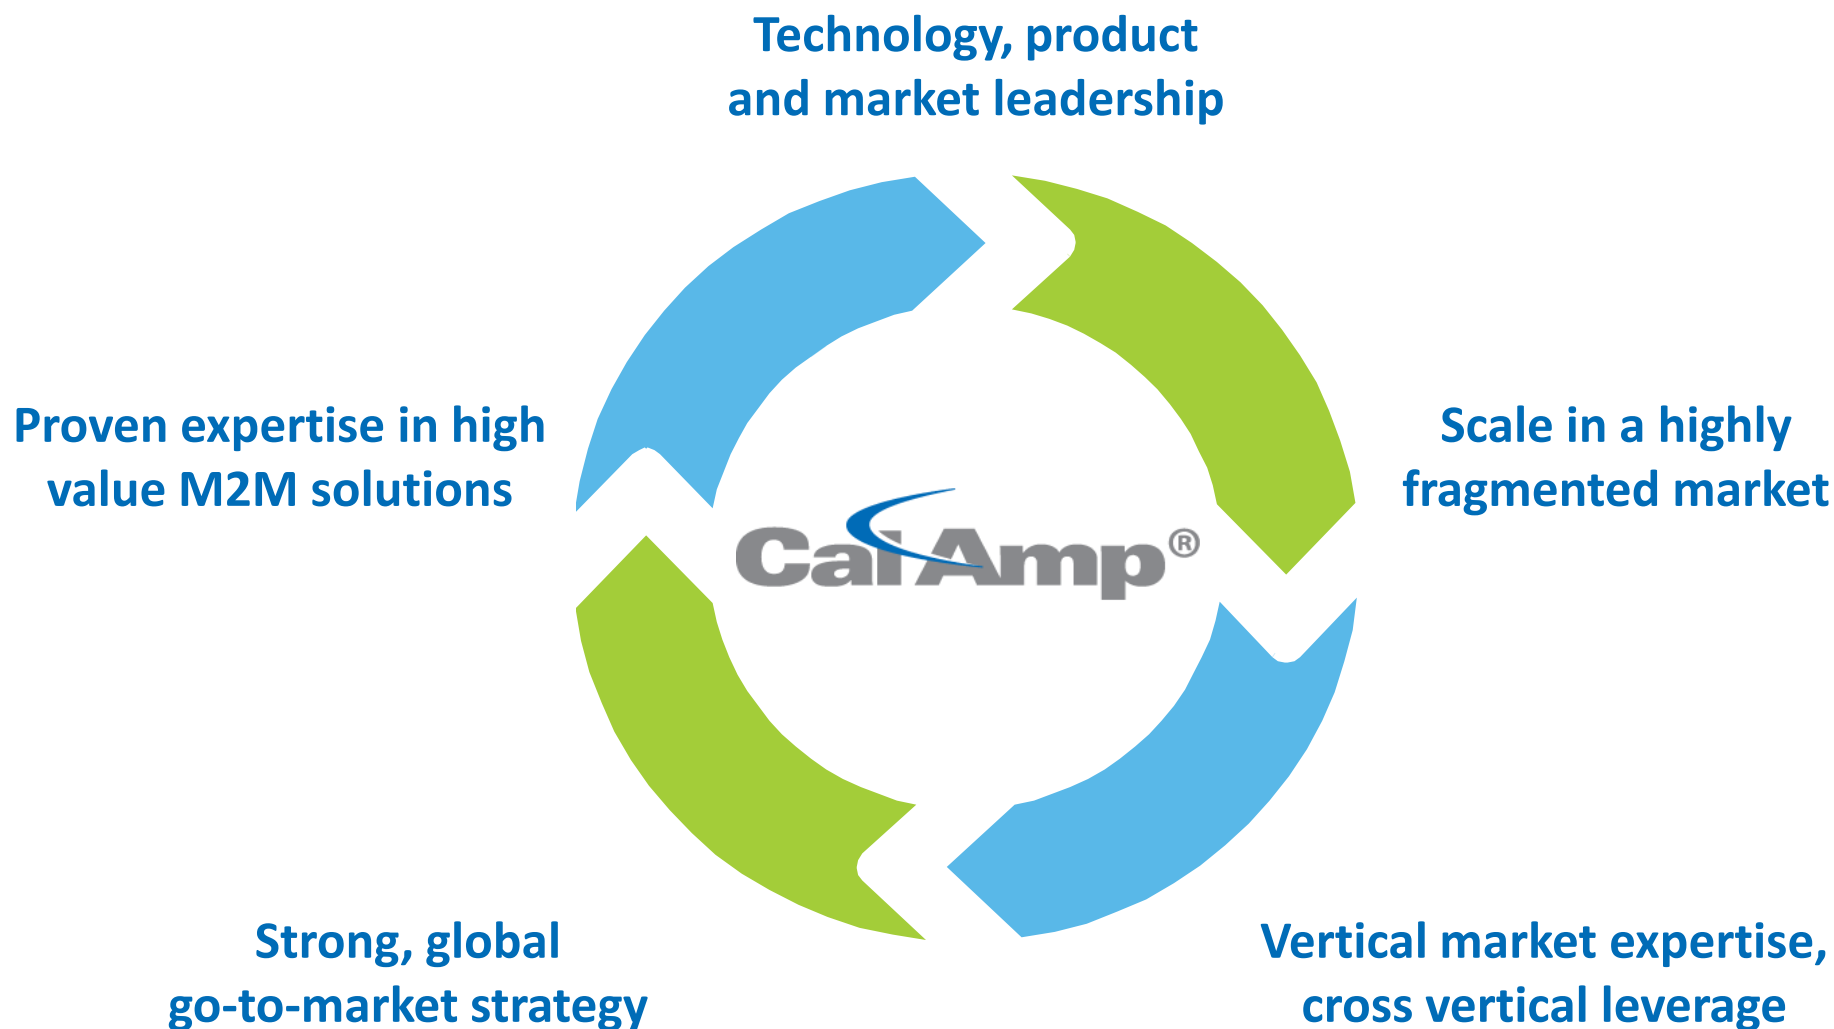 Technology, product
and market leadership
Proven expertise in high
value M2M solutions
Scale in a highly
fragmented market
CalAmp®
Strong, global
go-to-market strategy
Vertical market expertise,
cross vertical leverage